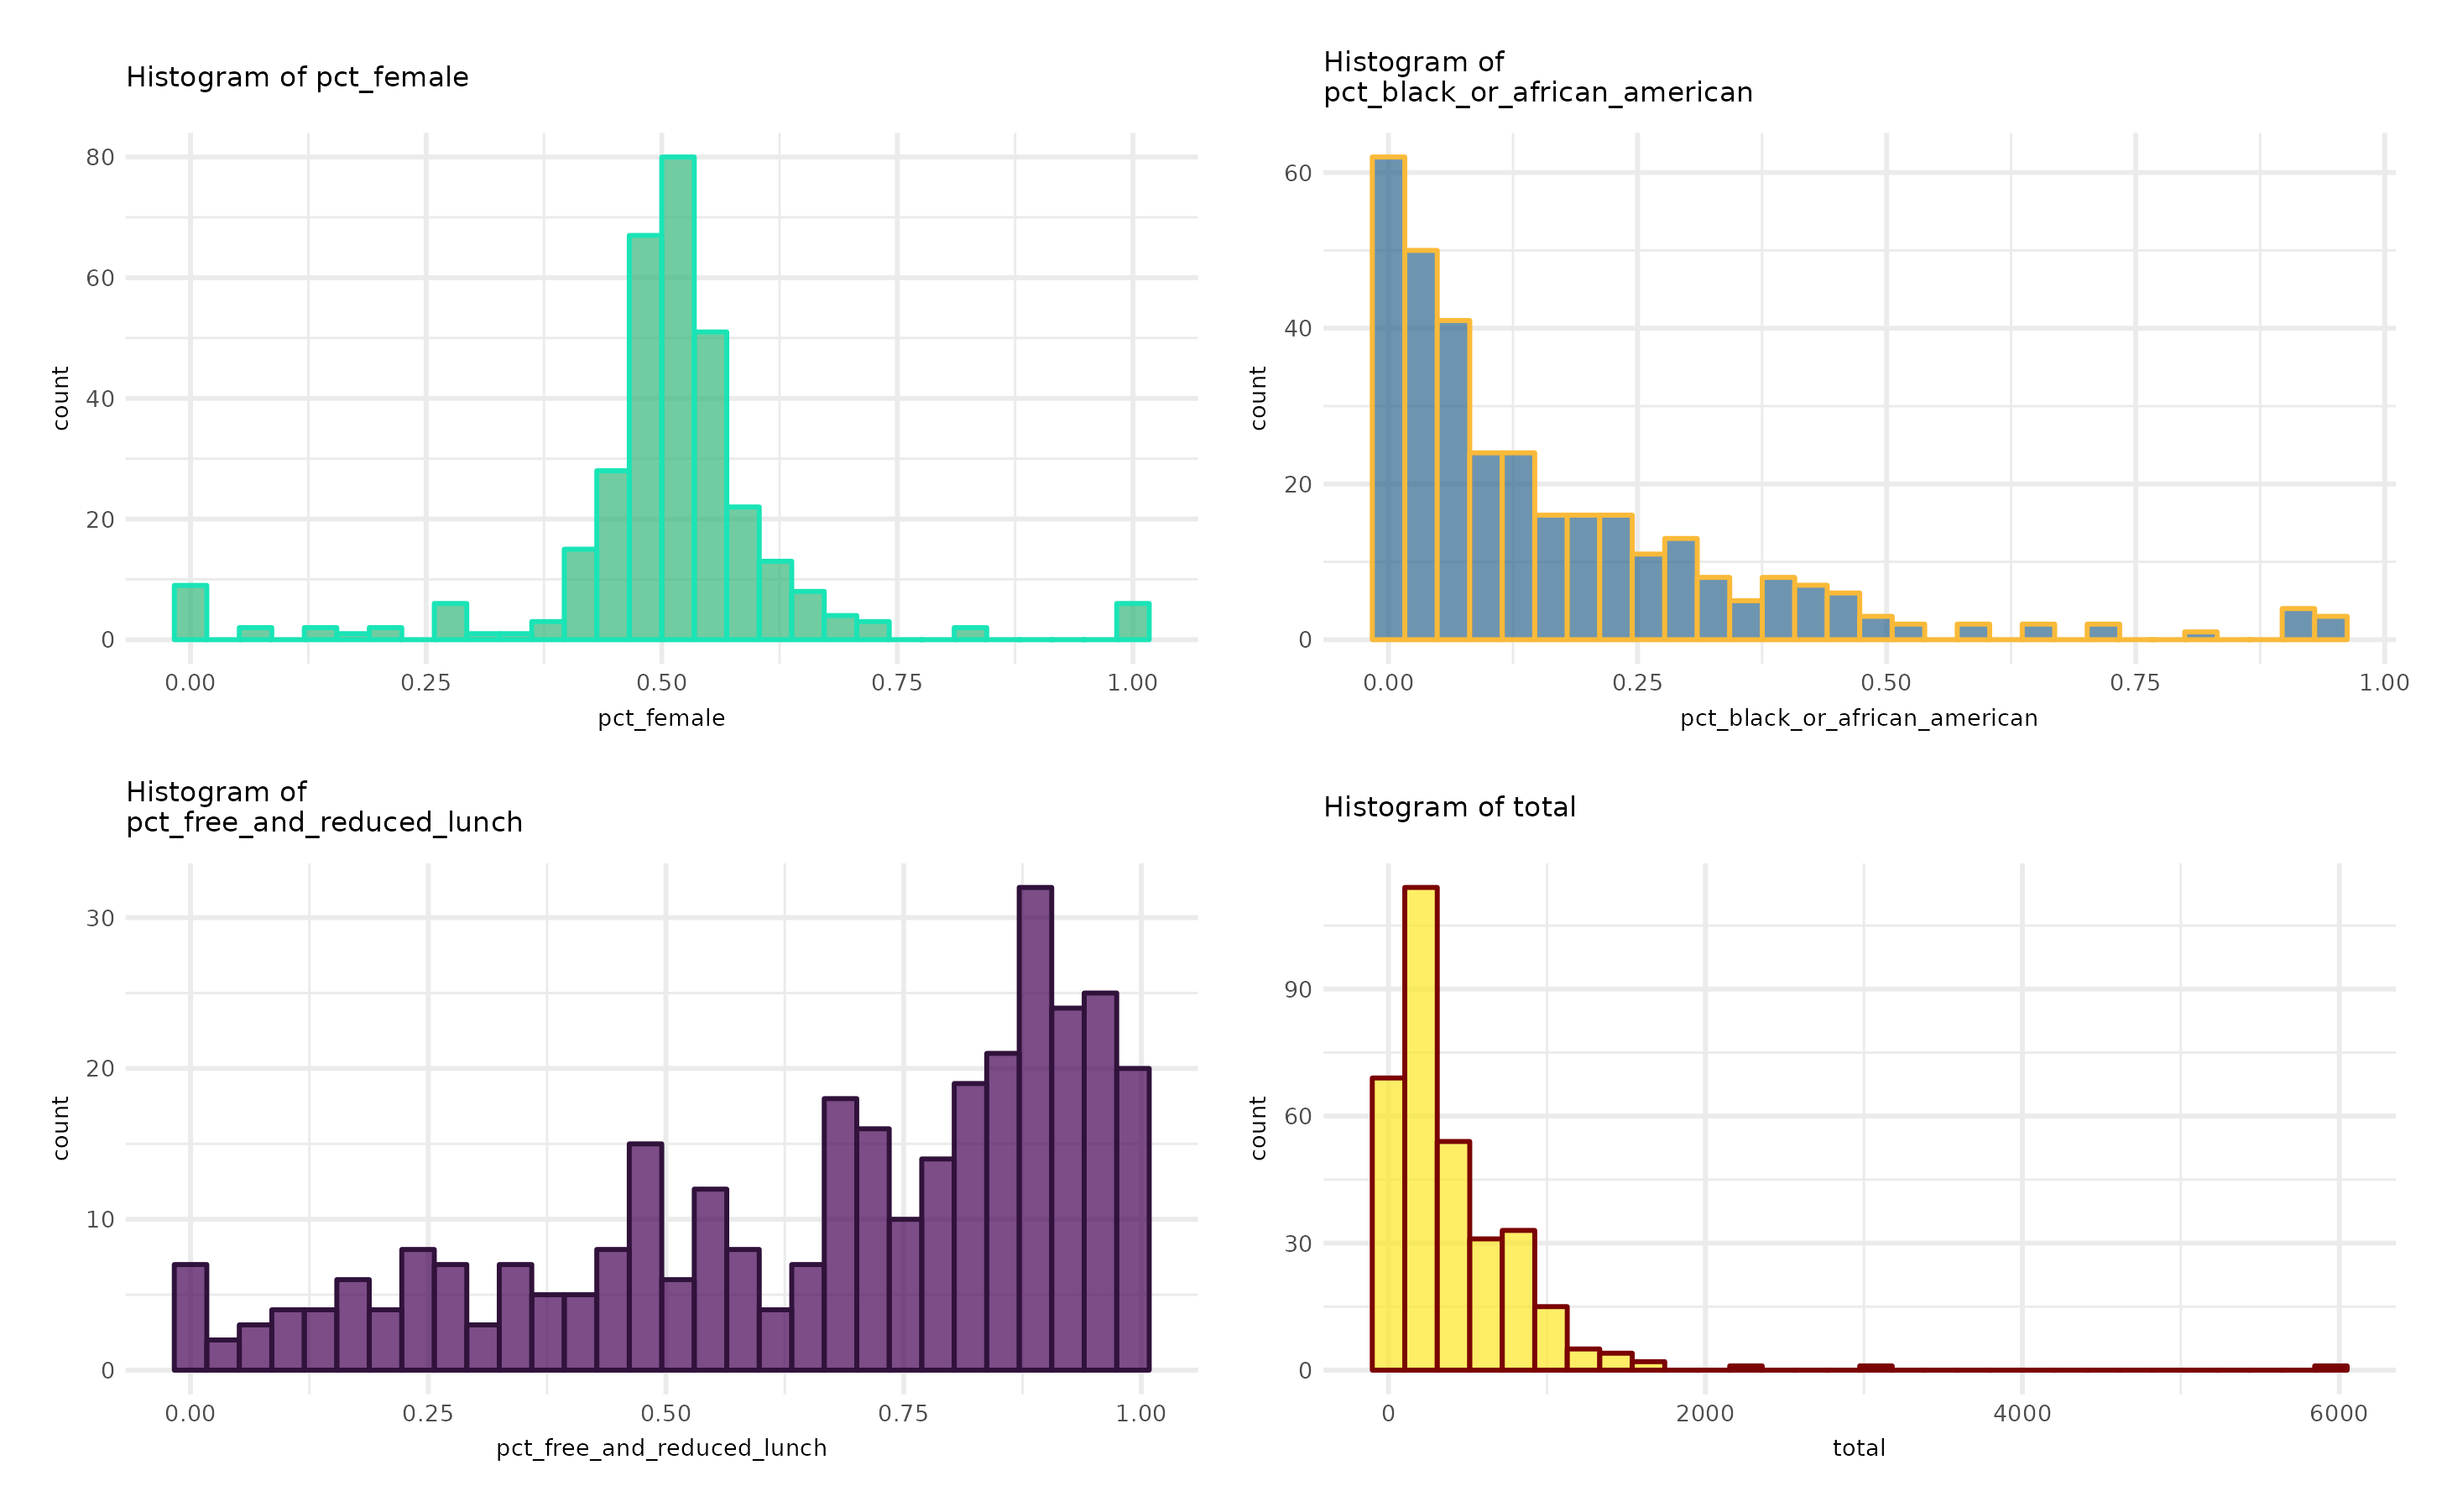 Histogram of pct_female
80
60
40
20
0
count
0.00 0.25 0.50 0.75 1.00
pct_female
Histogram of
pct_black_or_african_american
60
40
20
0
count
0.00 0.25 0.50 0.75 1.00
pct_black_or_african_american
Histogram of
pct_free_and_reduced_lunch
30
20
10
0
count
0.00 0.25 0.50 0.75 1.00
pct_free_and_reduced_lunch
Histogram of total
90
60
30
0
count
0 2000 4000 6000
total